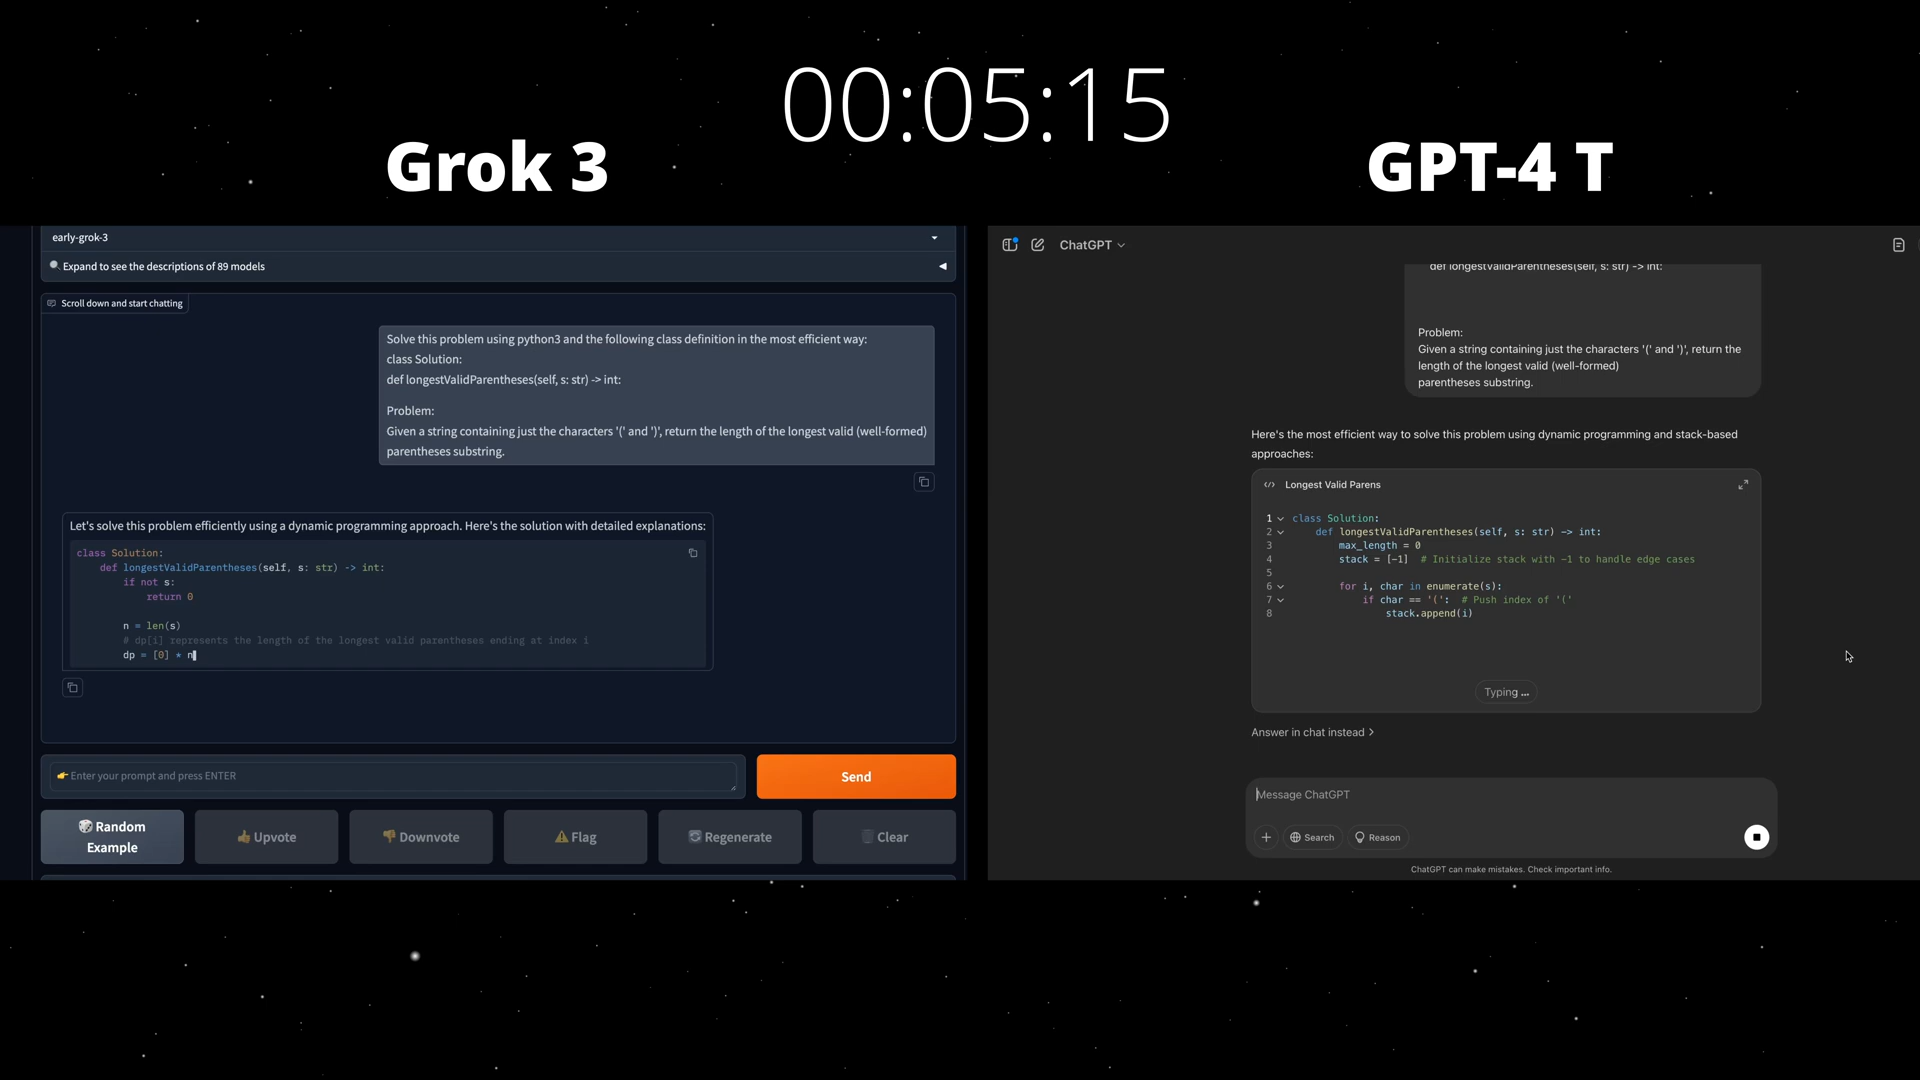 00:05:15
Grok 3
GPT-4 T
early-grok-3
Expand to see the descriptions of 89 models
Scroll down and start chatting
Solve this problem using python3 and the following class definition in the most efficient way:
class Solution:
def longestValidParentheses(self, s: str) -> int:
Problem:
Given a string containing just the characters '(' and ')', return the length of the longest valid (well-formed)
parentheses substring.
Let's solve this problem efficiently using a dynamic programming approach. Here's the solution with detailed explanations:
class Solution:
    def longestValidParentheses(self, s: str) -> int:
        if not s:
            return 0
        n = len(s)
        # dp[i] represents the length of the longest valid parentheses ending at index i
        dp = [0] * n
👉 Enter your prompt and press ENTER
Send
🎲 Random
Example
👍 Upvote
👎 Downvote
⚠️ Flag
🔄 Regenerate
🗑️ Clear
ChatGPT
def longestValidParentheses(self, s: str) -> int:
Problem:
Given a string containing just the characters '(' and ')', return the
length of the longest valid (well-formed)
parentheses substring.
Here's the most efficient way to solve this problem using dynamic programming and stack-based
approaches:
Longest Valid Parens
1 class Solution:
2     def longestValidParentheses(self, s: str) -> int:
3         max_length = 0
4         stack = [-1]  # Initialize stack with -1 to handle edge cases
5
6         for i, char in enumerate(s):
7             if char == '(':  # Push index of '('
8                 stack.append(i)
Typing ...
Answer in chat instead >
Message ChatGPT
Search
Reason
ChatGPT can make mistakes. Check important info.